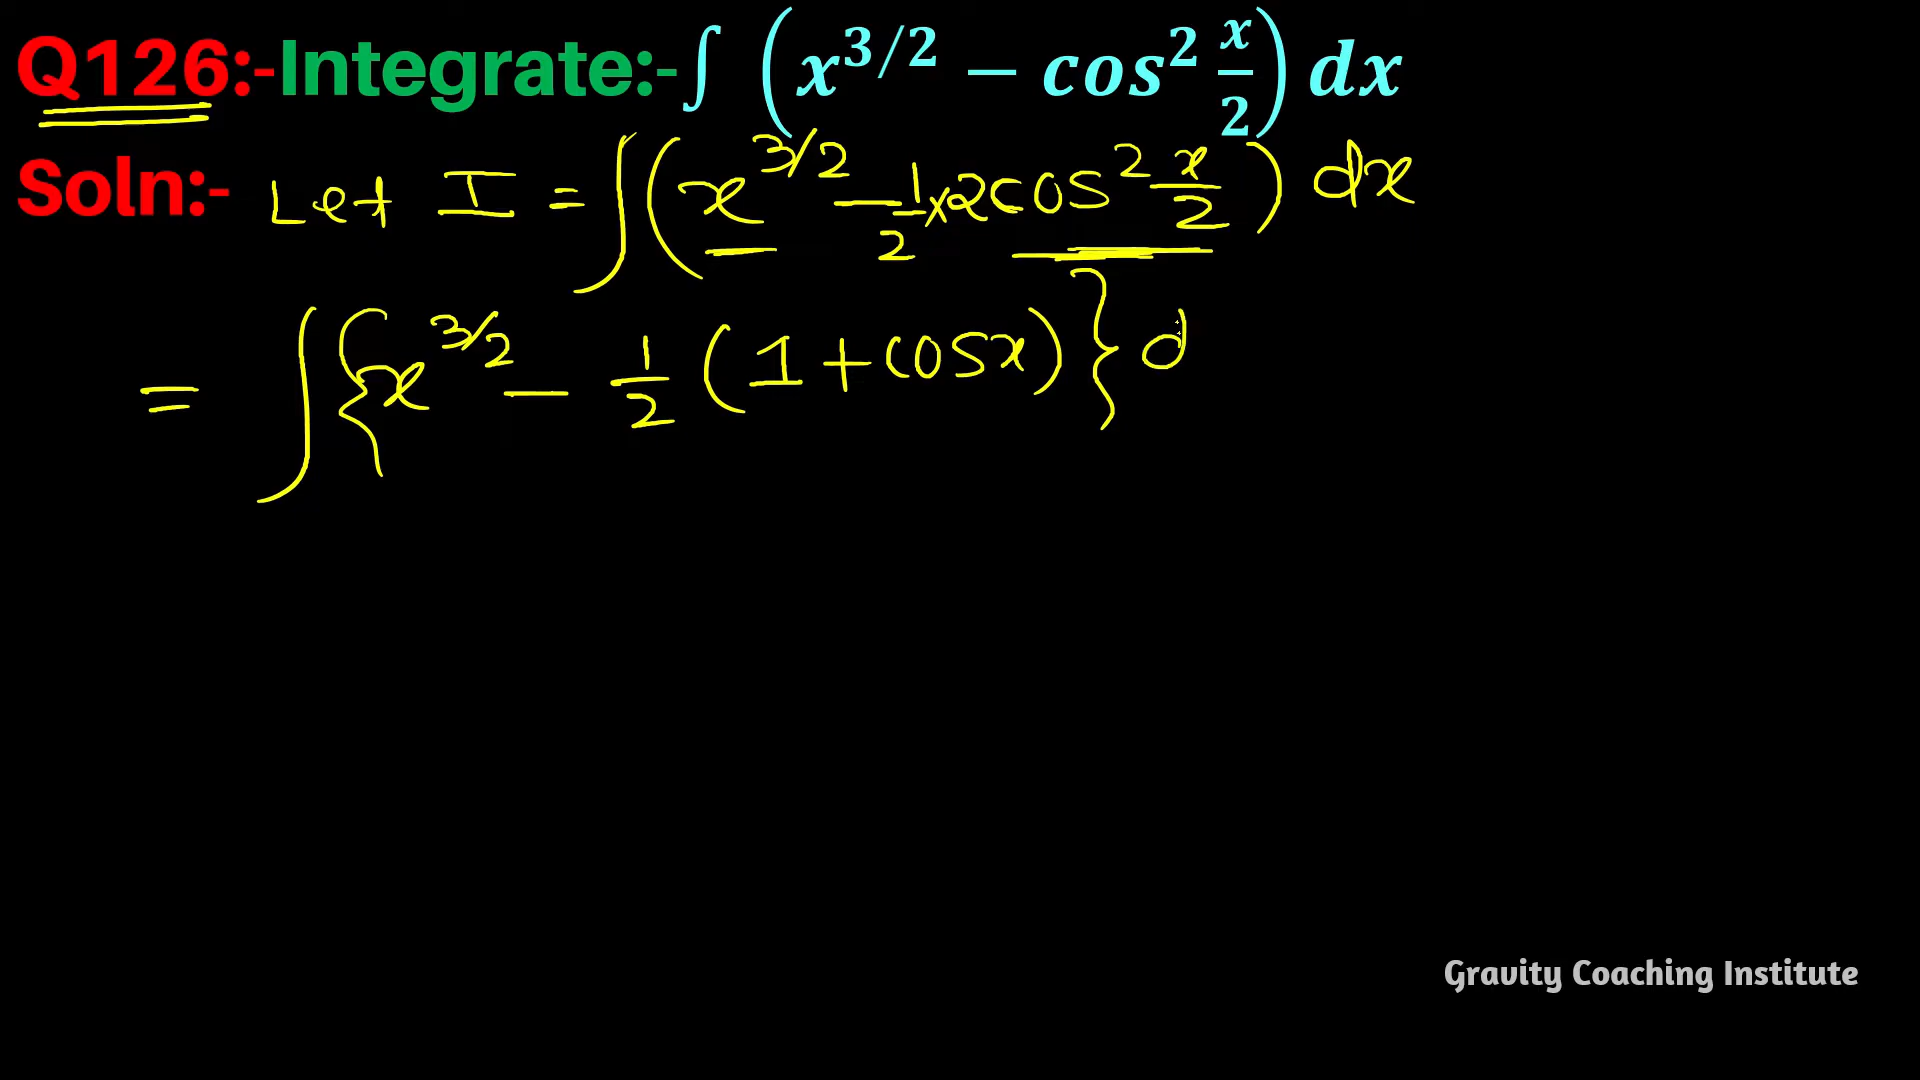 Q126:-Integrate:-∫ (x^{3/2} − cos² x/2) dx
Soln:- Let I = ∫(x^{3/2} − 1/2 × 2cos² x/2) dx
= ∫{x^{3/2} − 1/2 (1 + cosx)} d
Gravity Coaching Institute